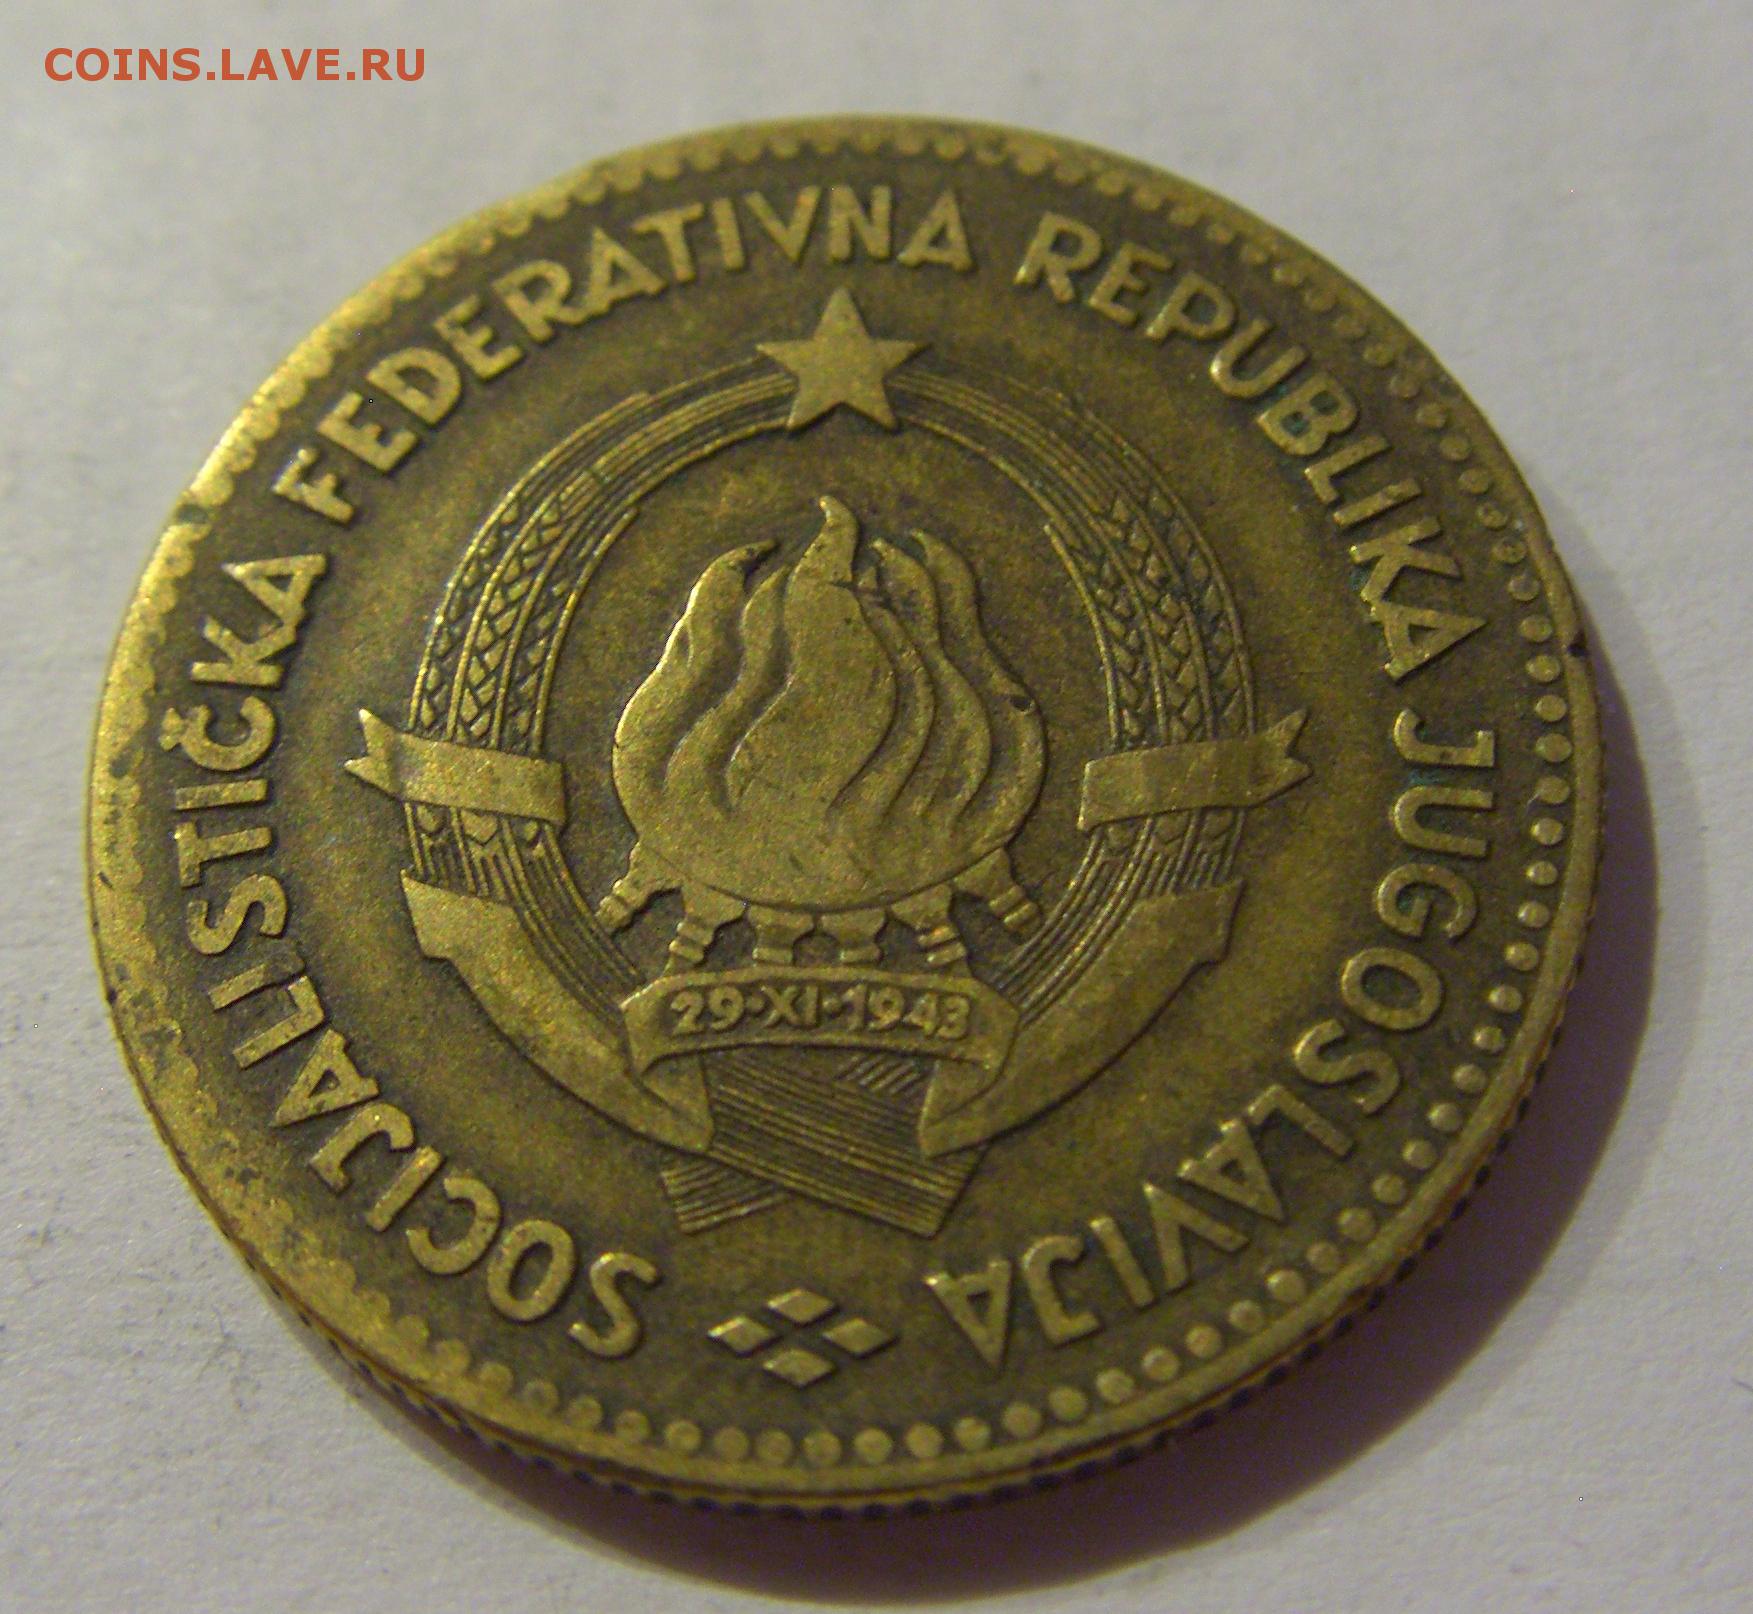 COINS.LAVE.RU
SOCIJALISTIČKA FEDERATIVNA REPUBLIKA JUGOSLAVIJA
29·XI·1943